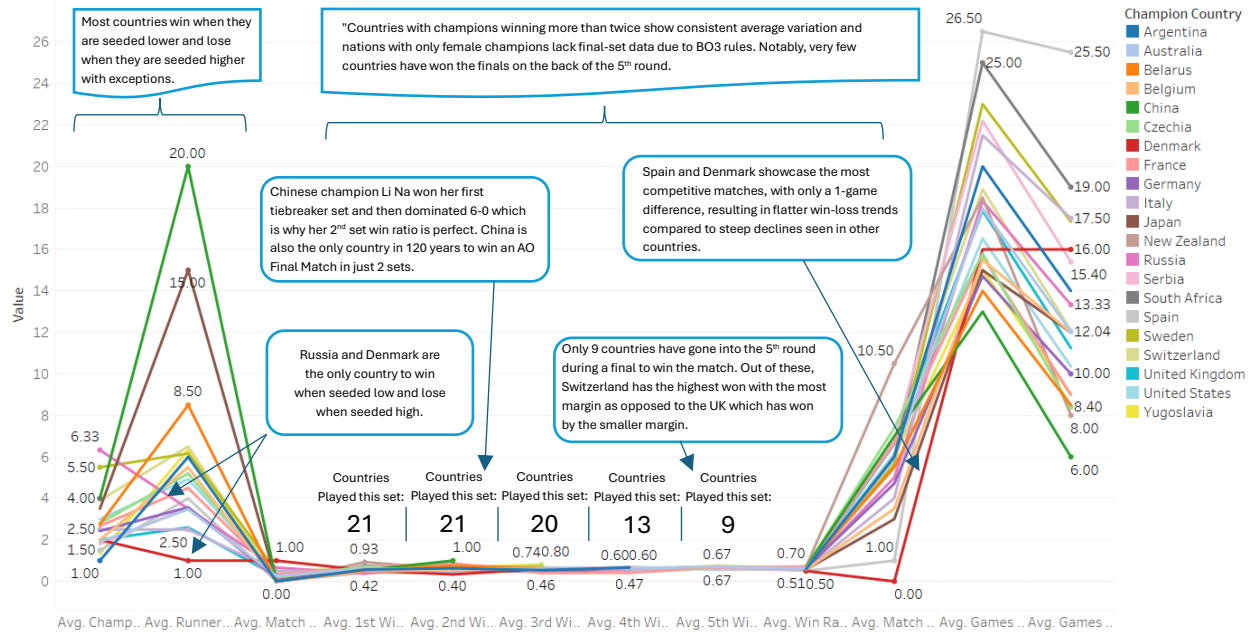 Most countries win when they
are seeded lower and lose
when they are seeded higher
with exceptions.
"Countries with champions winning more than twice show consistent average variation and
nations with only female champions lack final-set data due to BO3 rules. Notably, very few
countries have won the finals on the back of the 5th round.
Chinese champion Li Na won her first
tiebreaker set and then dominated 6-0 which
is why her 2nd set win ratio is perfect. China is
also the only country in 120 years to win an AO
Final Match in just 2 sets.
Spain and Denmark showcase the most
competitive matches, with only a 1-game
difference, resulting in flatter win-loss trends
compared to steep declines seen in other
countries.
Russia and Denmark are
the only country to win
when seeded low and lose
when seeded high.
Only 9 countries have gone into the 5th round
during a final to win the match. Out of these,
Switzerland has the highest won with the most
margin as opposed to the UK which has won
by the smaller margin.
Countries
Played this set:
21
Countries
Played this set:
21
Countries
Played this set:
20
Countries
Played this set:
13
Countries
Played this set:
9
Value
26
24
22
20
18
16
14
12
10
8
6
4
2
0
6.33
5.50
4.00
2.50
1.50
1.00
20.00
15.00
8.50
2.50
1.00
1.00
0.00
0.93
0.42
1.00
0.40
0.74
0.80
0.46
0.60
0.60
0.47
0.67
0.67
0.70
0.51
0.50
10.50
1.00
0.00
26.50
25.00
25.50
19.00
17.50
16.00
15.40
13.33
12.04
10.00
8.40
8.00
6.00
Avg. Champ..
Avg. Runner..
Avg. Match ..
Avg. 1st Wi..
Avg. 2nd Wi..
Avg. 3rd Wi..
Avg. 4th Wi..
Avg. 5th Wi..
Avg. Win Ra..
Avg. Match ..
Avg. Games ..
Avg. Games ..
Champion Country
Argentina
Australia
Belarus
Belgium
China
Czechia
Denmark
France
Germany
Italy
Japan
New Zealand
Russia
Serbia
South Africa
Spain
Sweden
Switzerland
United Kingdom
United States
Yugoslavia